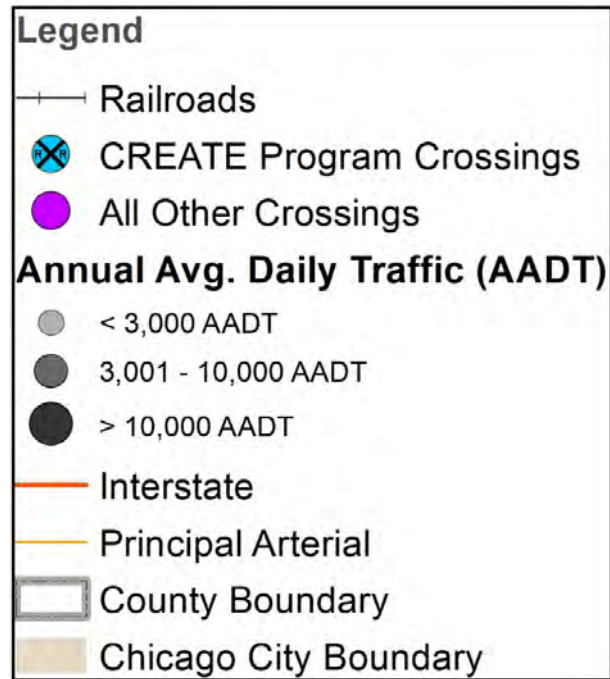 Legend
Railroads
R R
CREATE Program Crossings
All Other Crossings
Annual Avg. Daily Traffic (AADT)
< 3,000 AADT
3,001 - 10,000 AADT
> 10,000 AADT
Interstate
Principal Arterial
County Boundary
Chicago City Boundary